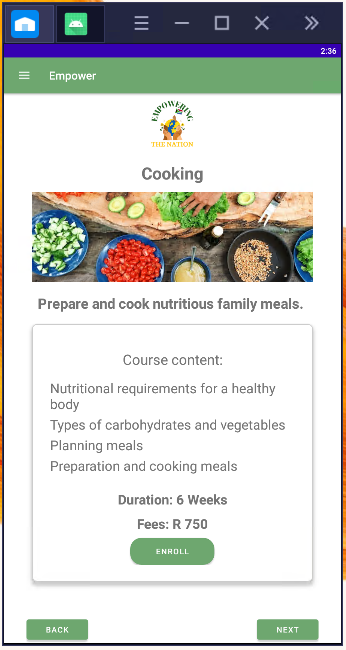 2:36
Empower
EMPOWERING
THE NATION
Cooking
Prepare and cook nutritious family meals.
Course content:
Nutritional requirements for a healthy
body
Types of carbohydrates and vegetables
Planning meals
Preparation and cooking meals
Duration: 6 Weeks
Fees: R 750
ENROLL
BACK
NEXT